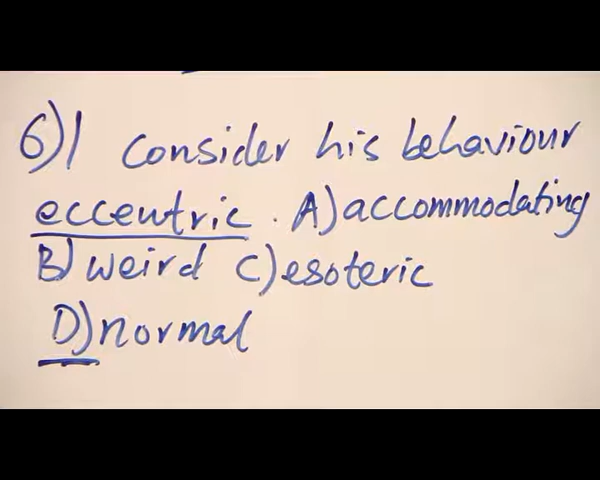 6) I consider his behaviour
eccentric. A) accommodating
B) weird C) esoteric
D) normal